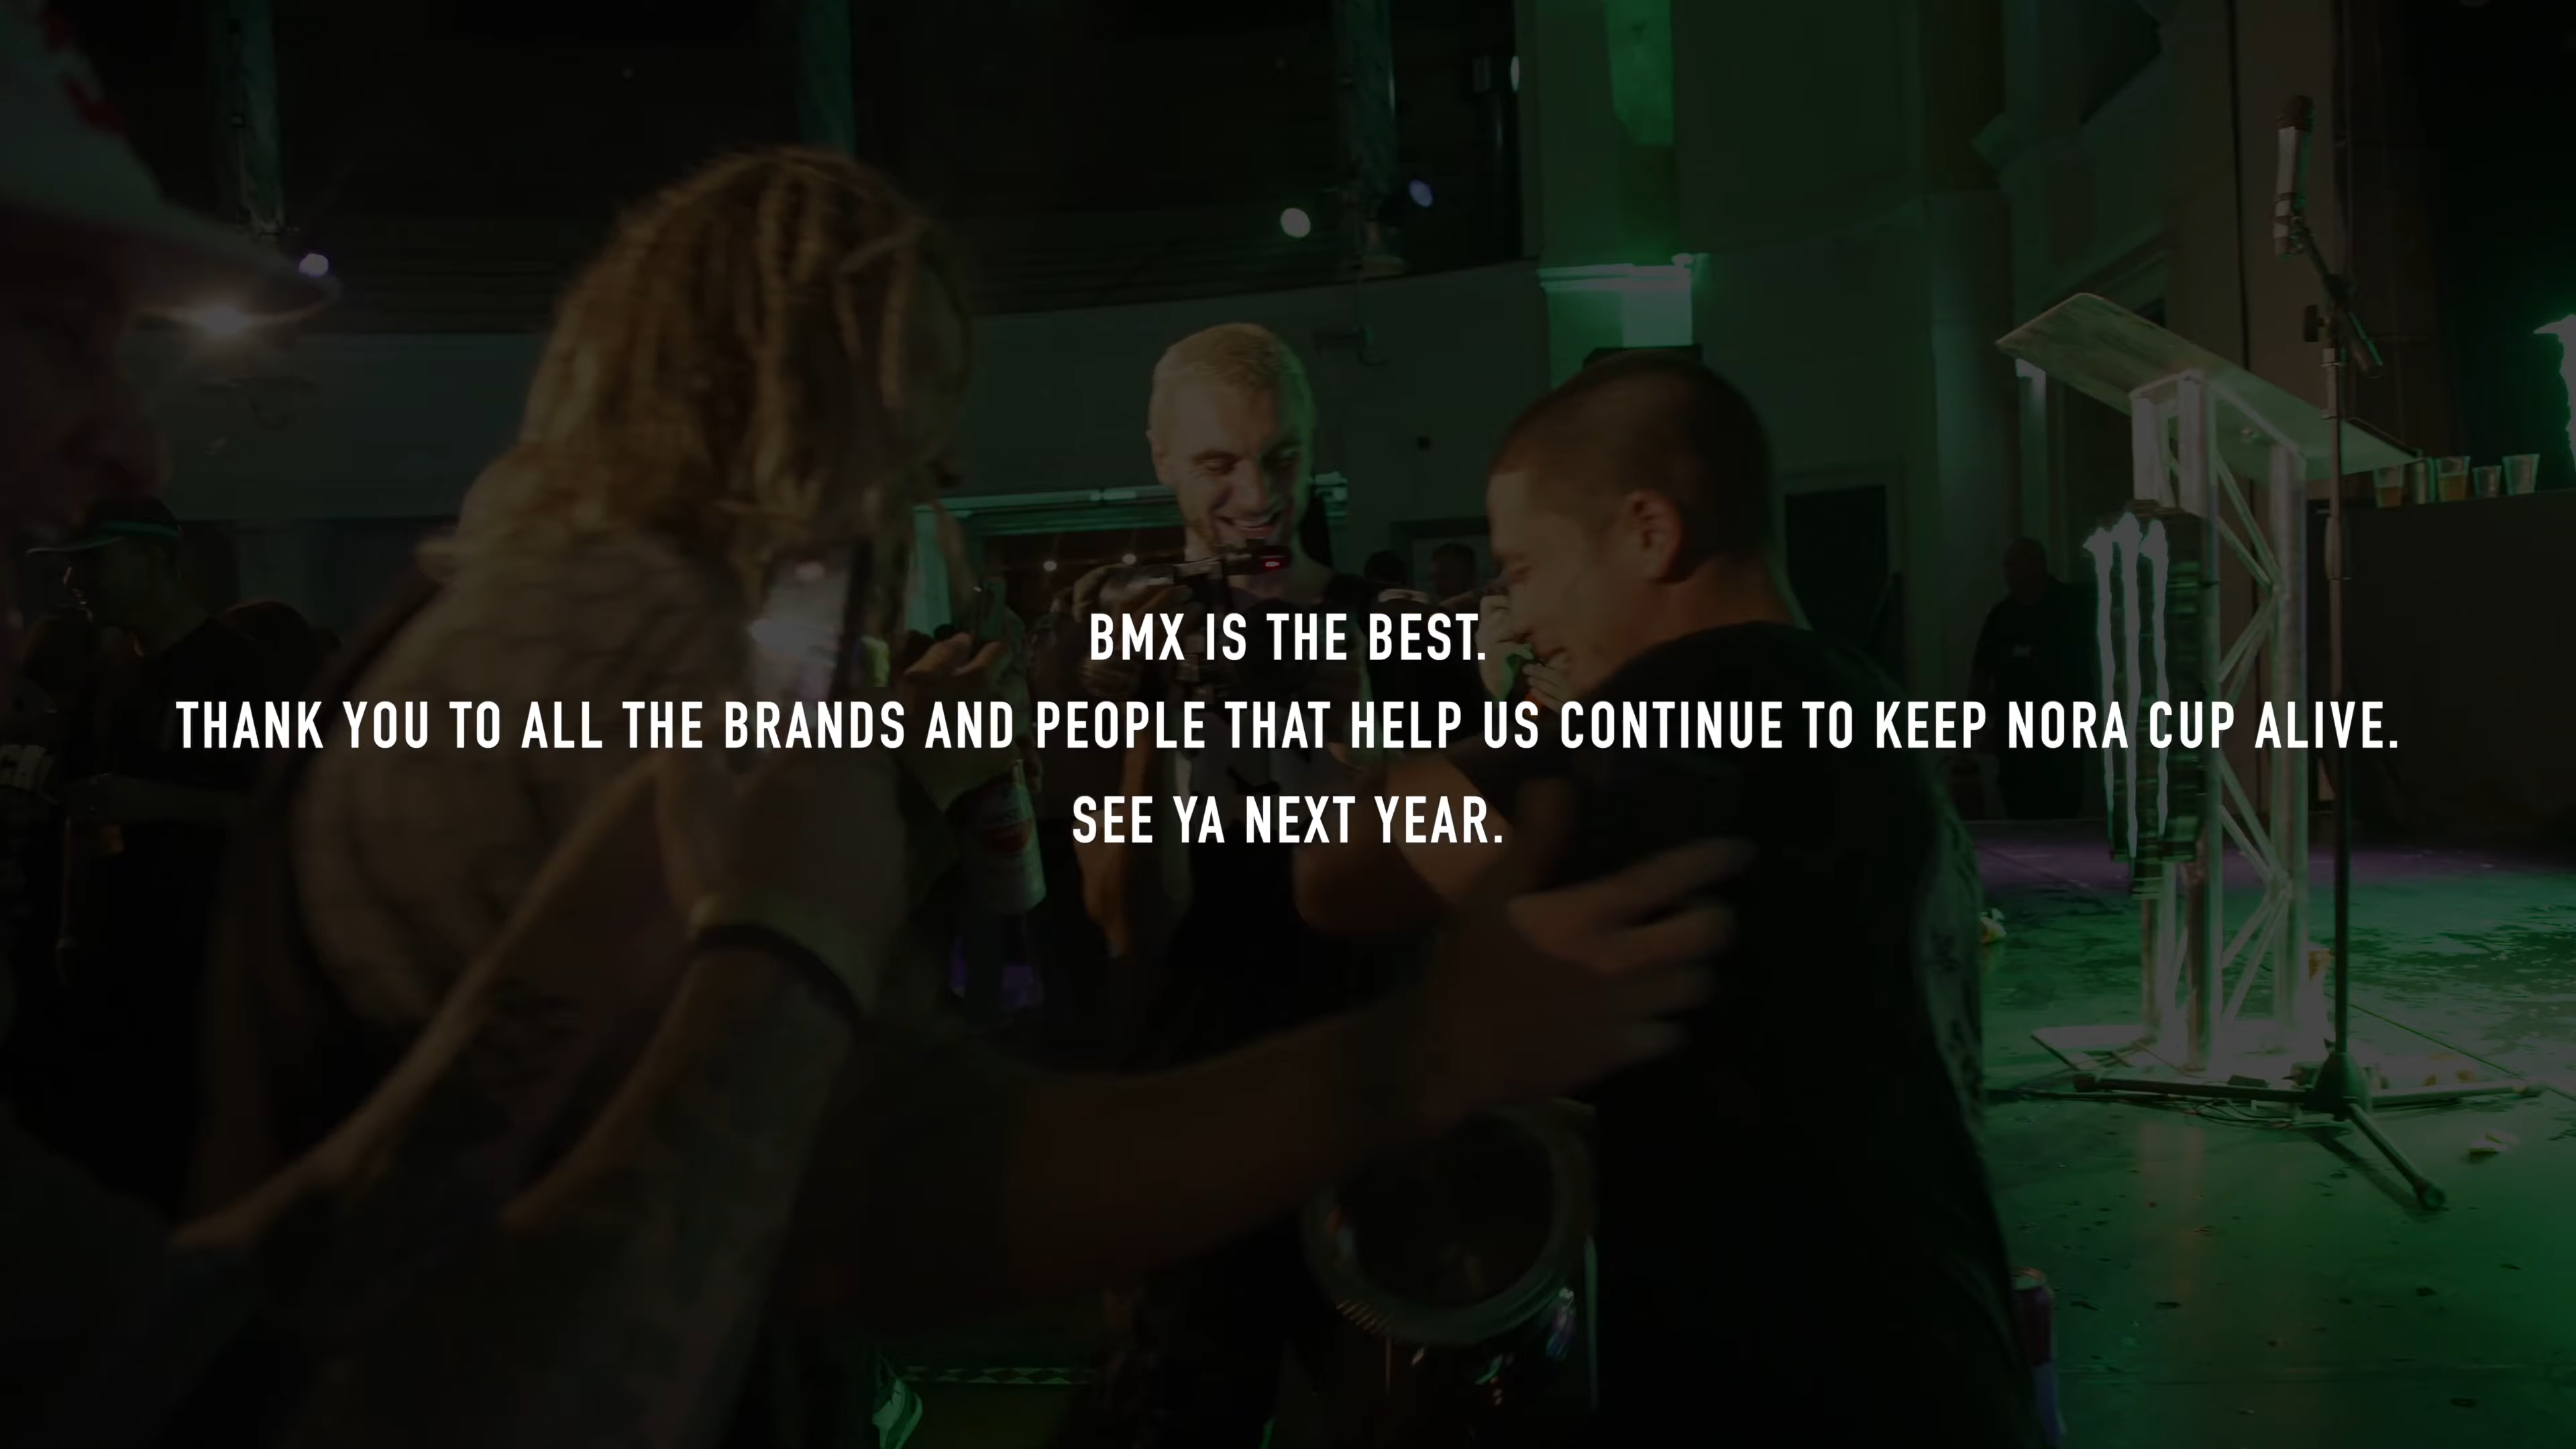 BMX IS THE BEST.
THANK YOU TO ALL THE BRANDS AND PEOPLE THAT HELP US CONTINUE TO KEEP NORA CUP ALIVE.
SEE YA NEXT YEAR.